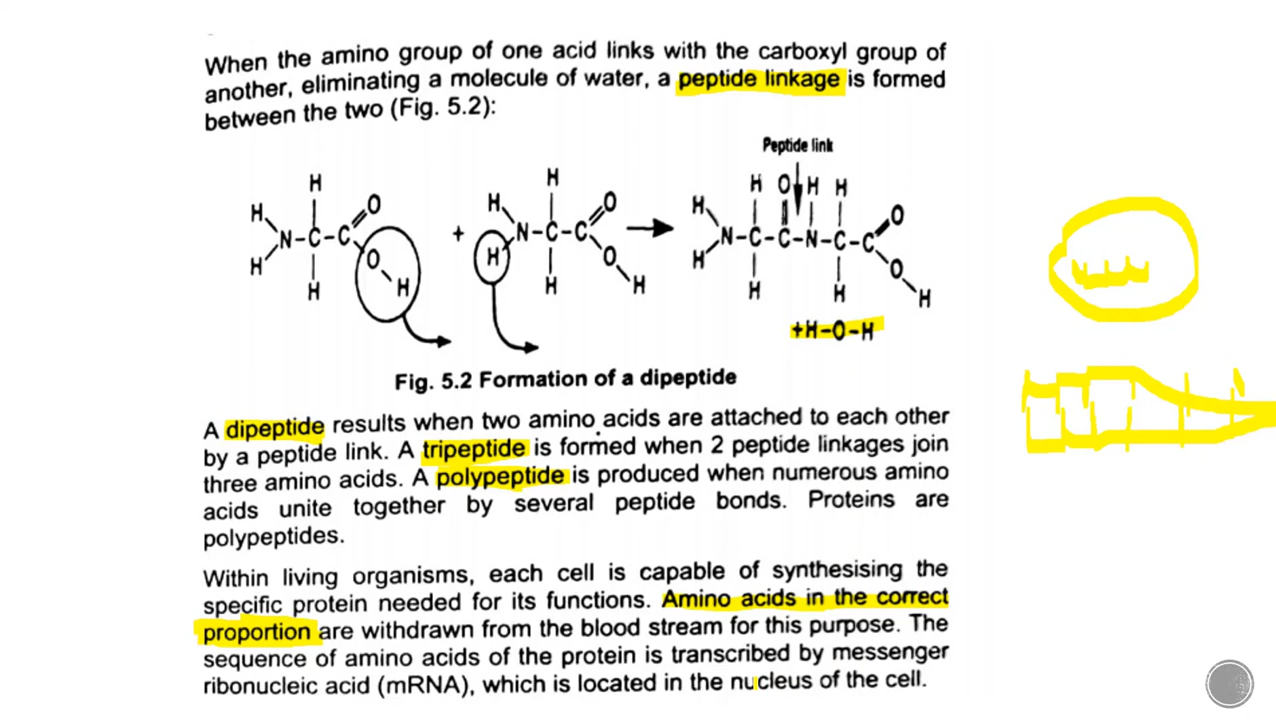 When the amino group of one acid links with the carboxyl group of
another, eliminating a molecule of water, a peptide linkage is formed
between the two (Fig. 5.2):
Peptide link
H H O H H O H H H O
H N-C-C + H N-C-C → H N-C-C-N-C-C
H H O H H H O H H H H O H
+H-O-H
Fig. 5.2 Formation of a dipeptide
A dipeptide results when two amino acids are attached to each other
by a peptide link. A tripeptide is formed when 2 peptide linkages join
three amino acids. A polypeptide is produced when numerous amino
acids unite together by several peptide bonds. Proteins are
polypeptides.
Within living organisms, each cell is capable of synthesising the
specific protein needed for its functions. Amino acids in the correct
proportion are withdrawn from the blood stream for this purpose. The
sequence of amino acids of the protein is transcribed by messenger
ribonucleic acid (mRNA), which is located in the nucleus of the cell.